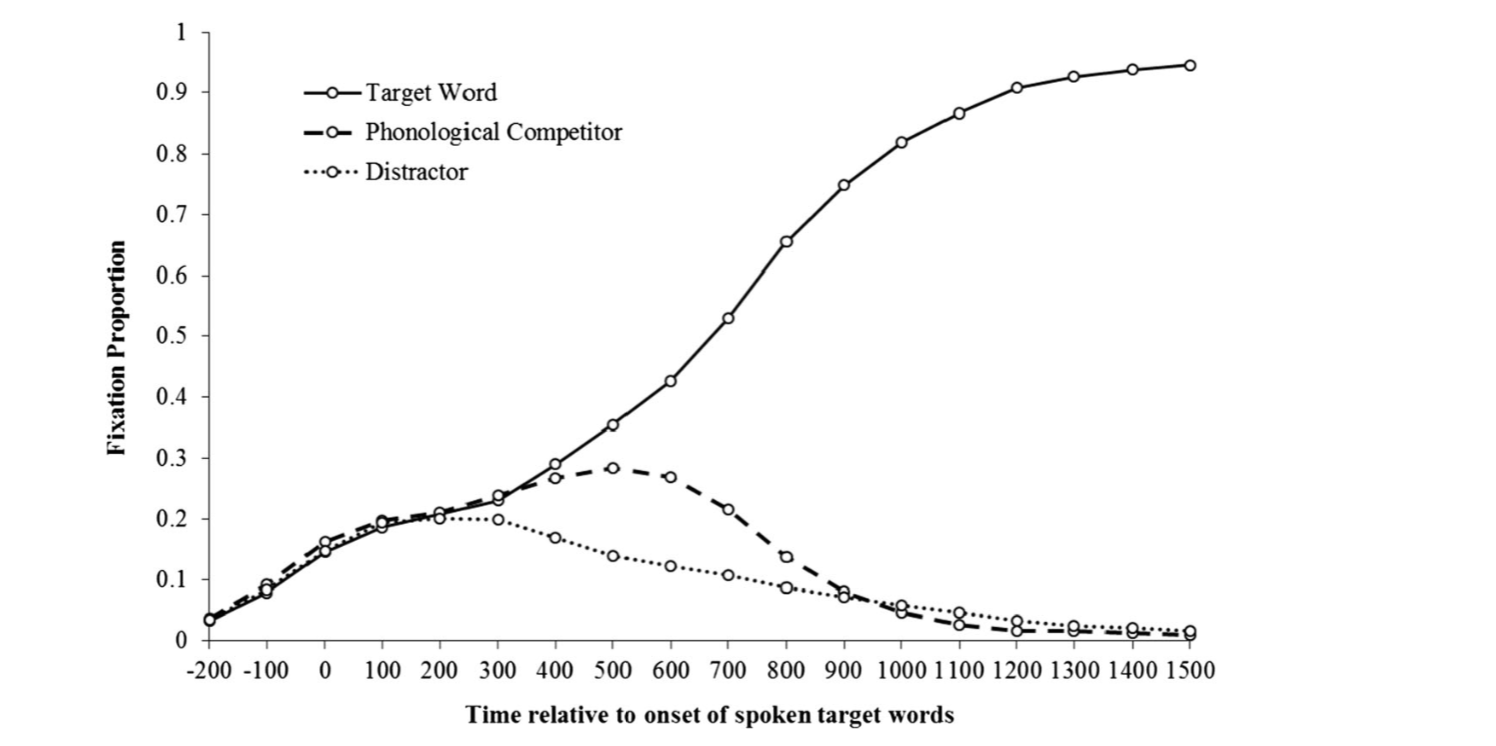 1
0.9
0.8
0.7
0.6
0.5
0.4
0.3
0.2
0.1
0
Fixation Proportion
Target Word
Phonological Competitor
Distractor
-200 -100 0 100 200 300 400 500 600 700 800 900 1000 1100 1200 1300 1400 1500
Time relative to onset of spoken target words